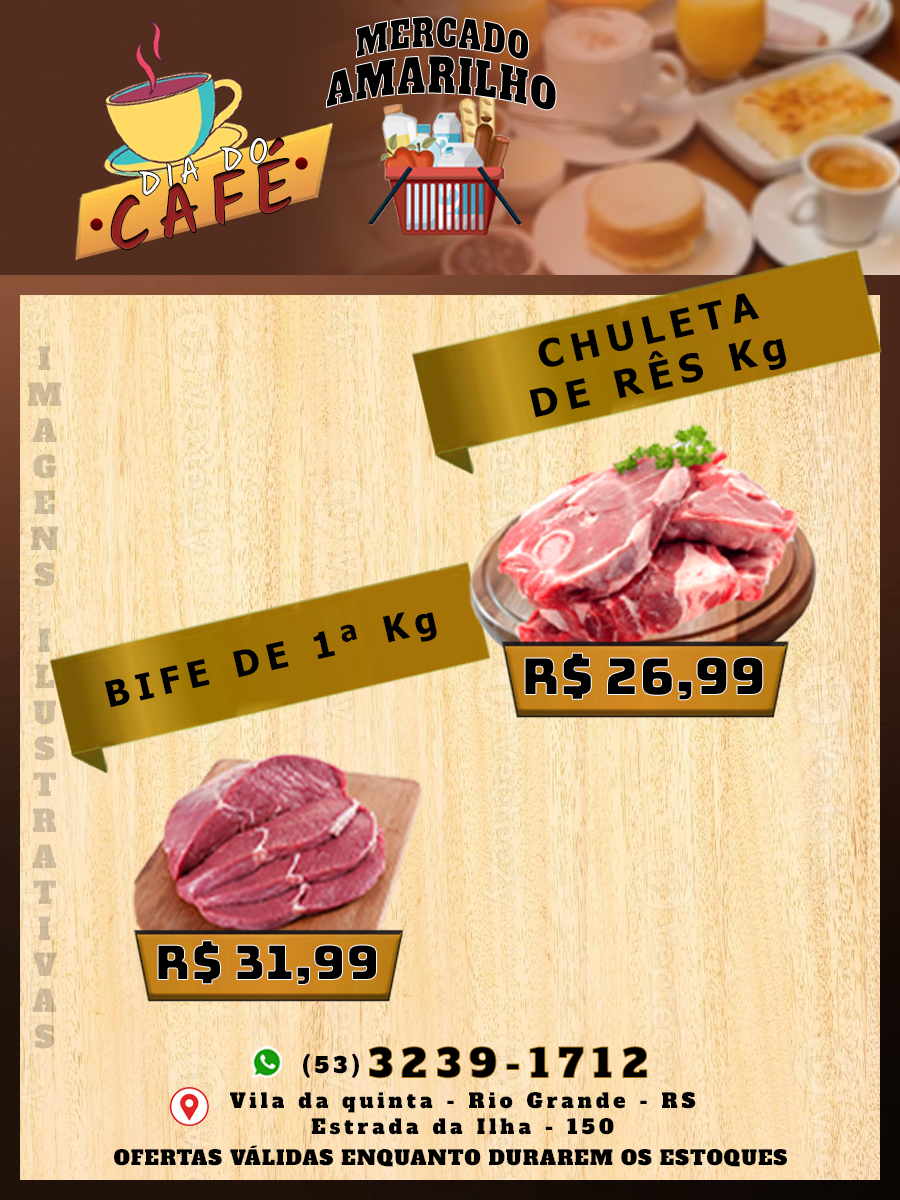 MERCADO
AMARILHO
DIA DO
CAFÉ
CHULETA
DE RÊS Kg
R$ 26,99
BIFE DE 1ª Kg
R$ 31,99
IMAGENS ILUSTRATIVAS
(53) 3239-1712
Vila da quinta - Rio Grande - RS
Estrada da Ilha - 150
OFERTAS VÁLIDAS ENQUANTO DURAREM OS ESTOQUES